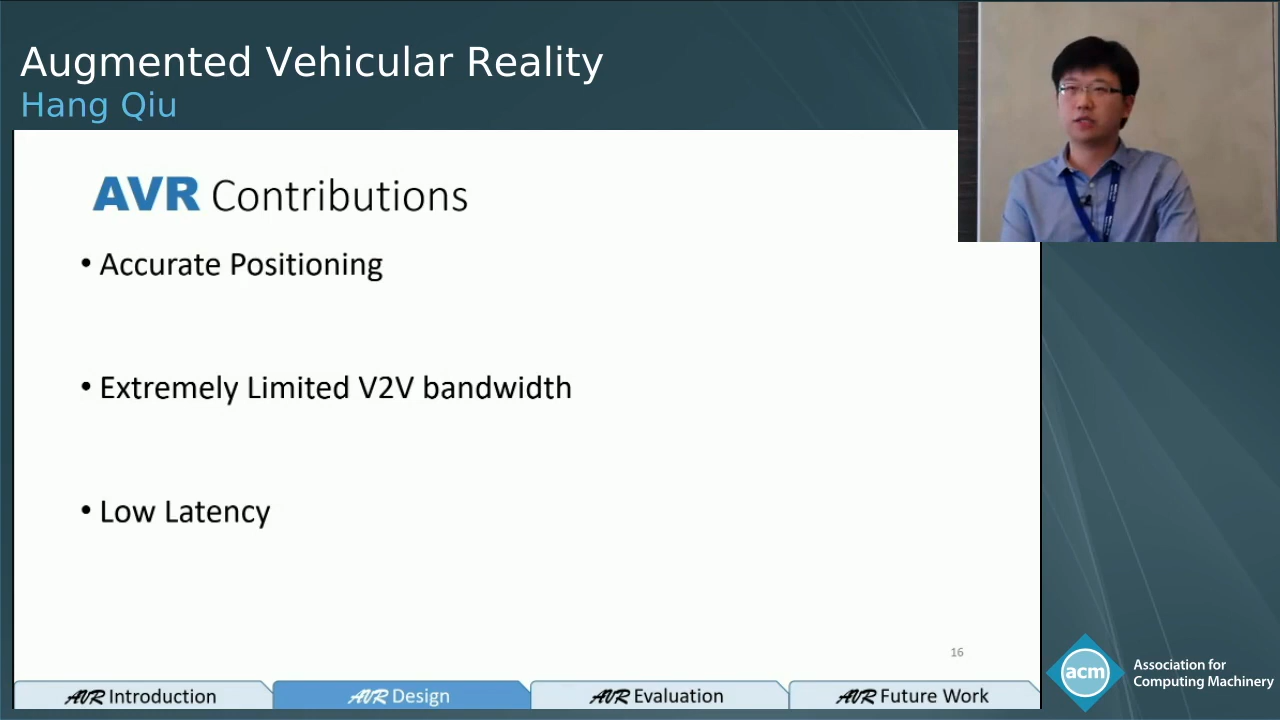 Augmented Vehicular Reality
Hang Qiu
AVR Contributions
• Accurate Positioning
• Extremely Limited V2V bandwidth
• Low Latency
16
AVR Introduction
AVR Design
AVR Evaluation
AVR Future Work
acm
Association for
Computing Machinery